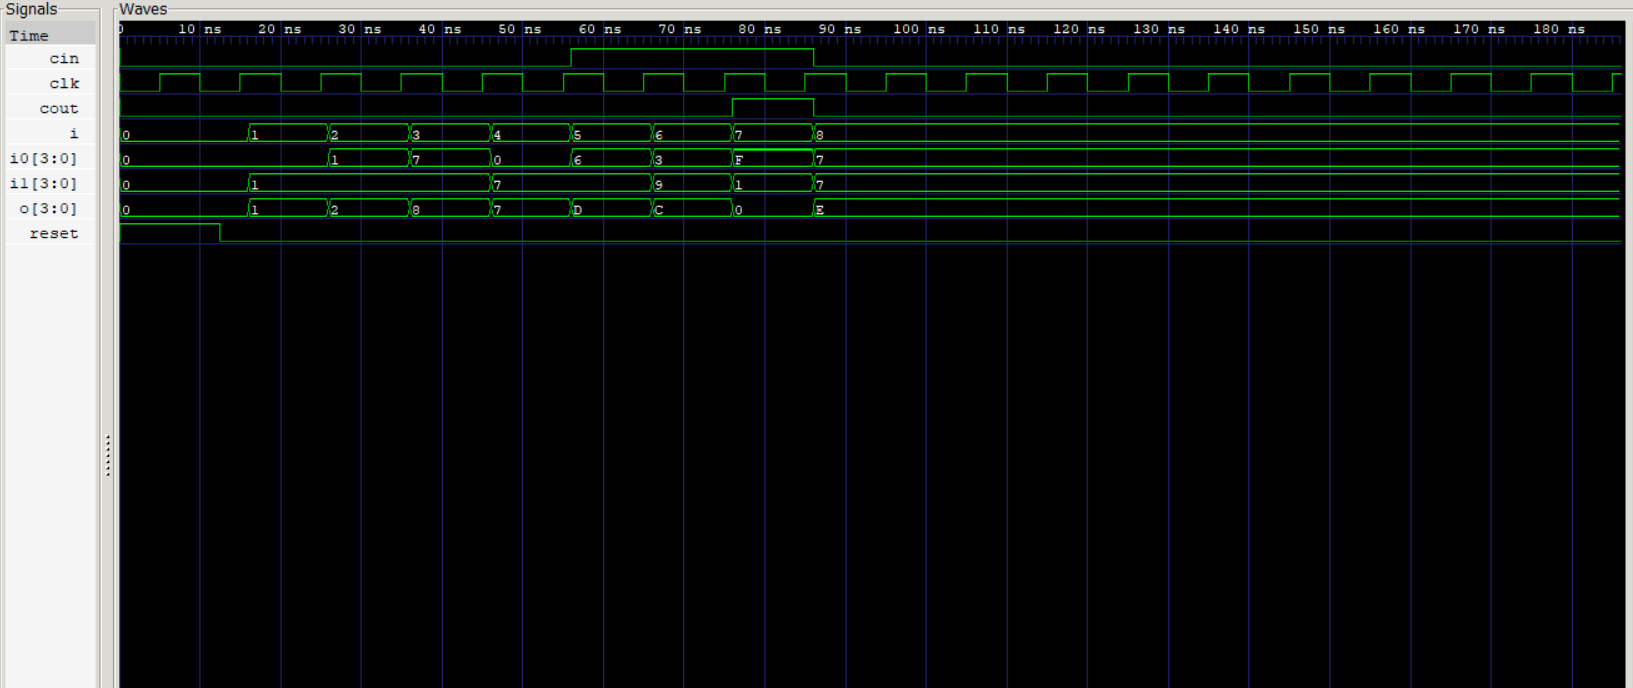 Signals Waves
Time 0 10 ns 20 ns 30 ns 40 ns 50 ns 60 ns 70 ns 80 ns 90 ns 100 ns 110 ns 120 ns 130 ns 140 ns 150 ns 160 ns 170 ns 180 ns
cin
clk
cout
i 0 1 2 3 4 5 6 7 8
i0[3:0] 0 1 7 0 6 3 F 7
i1[3:0] 0 1 7 9 1 7
o[3:0] 0 1 2 8 7 D C 0 E
reset